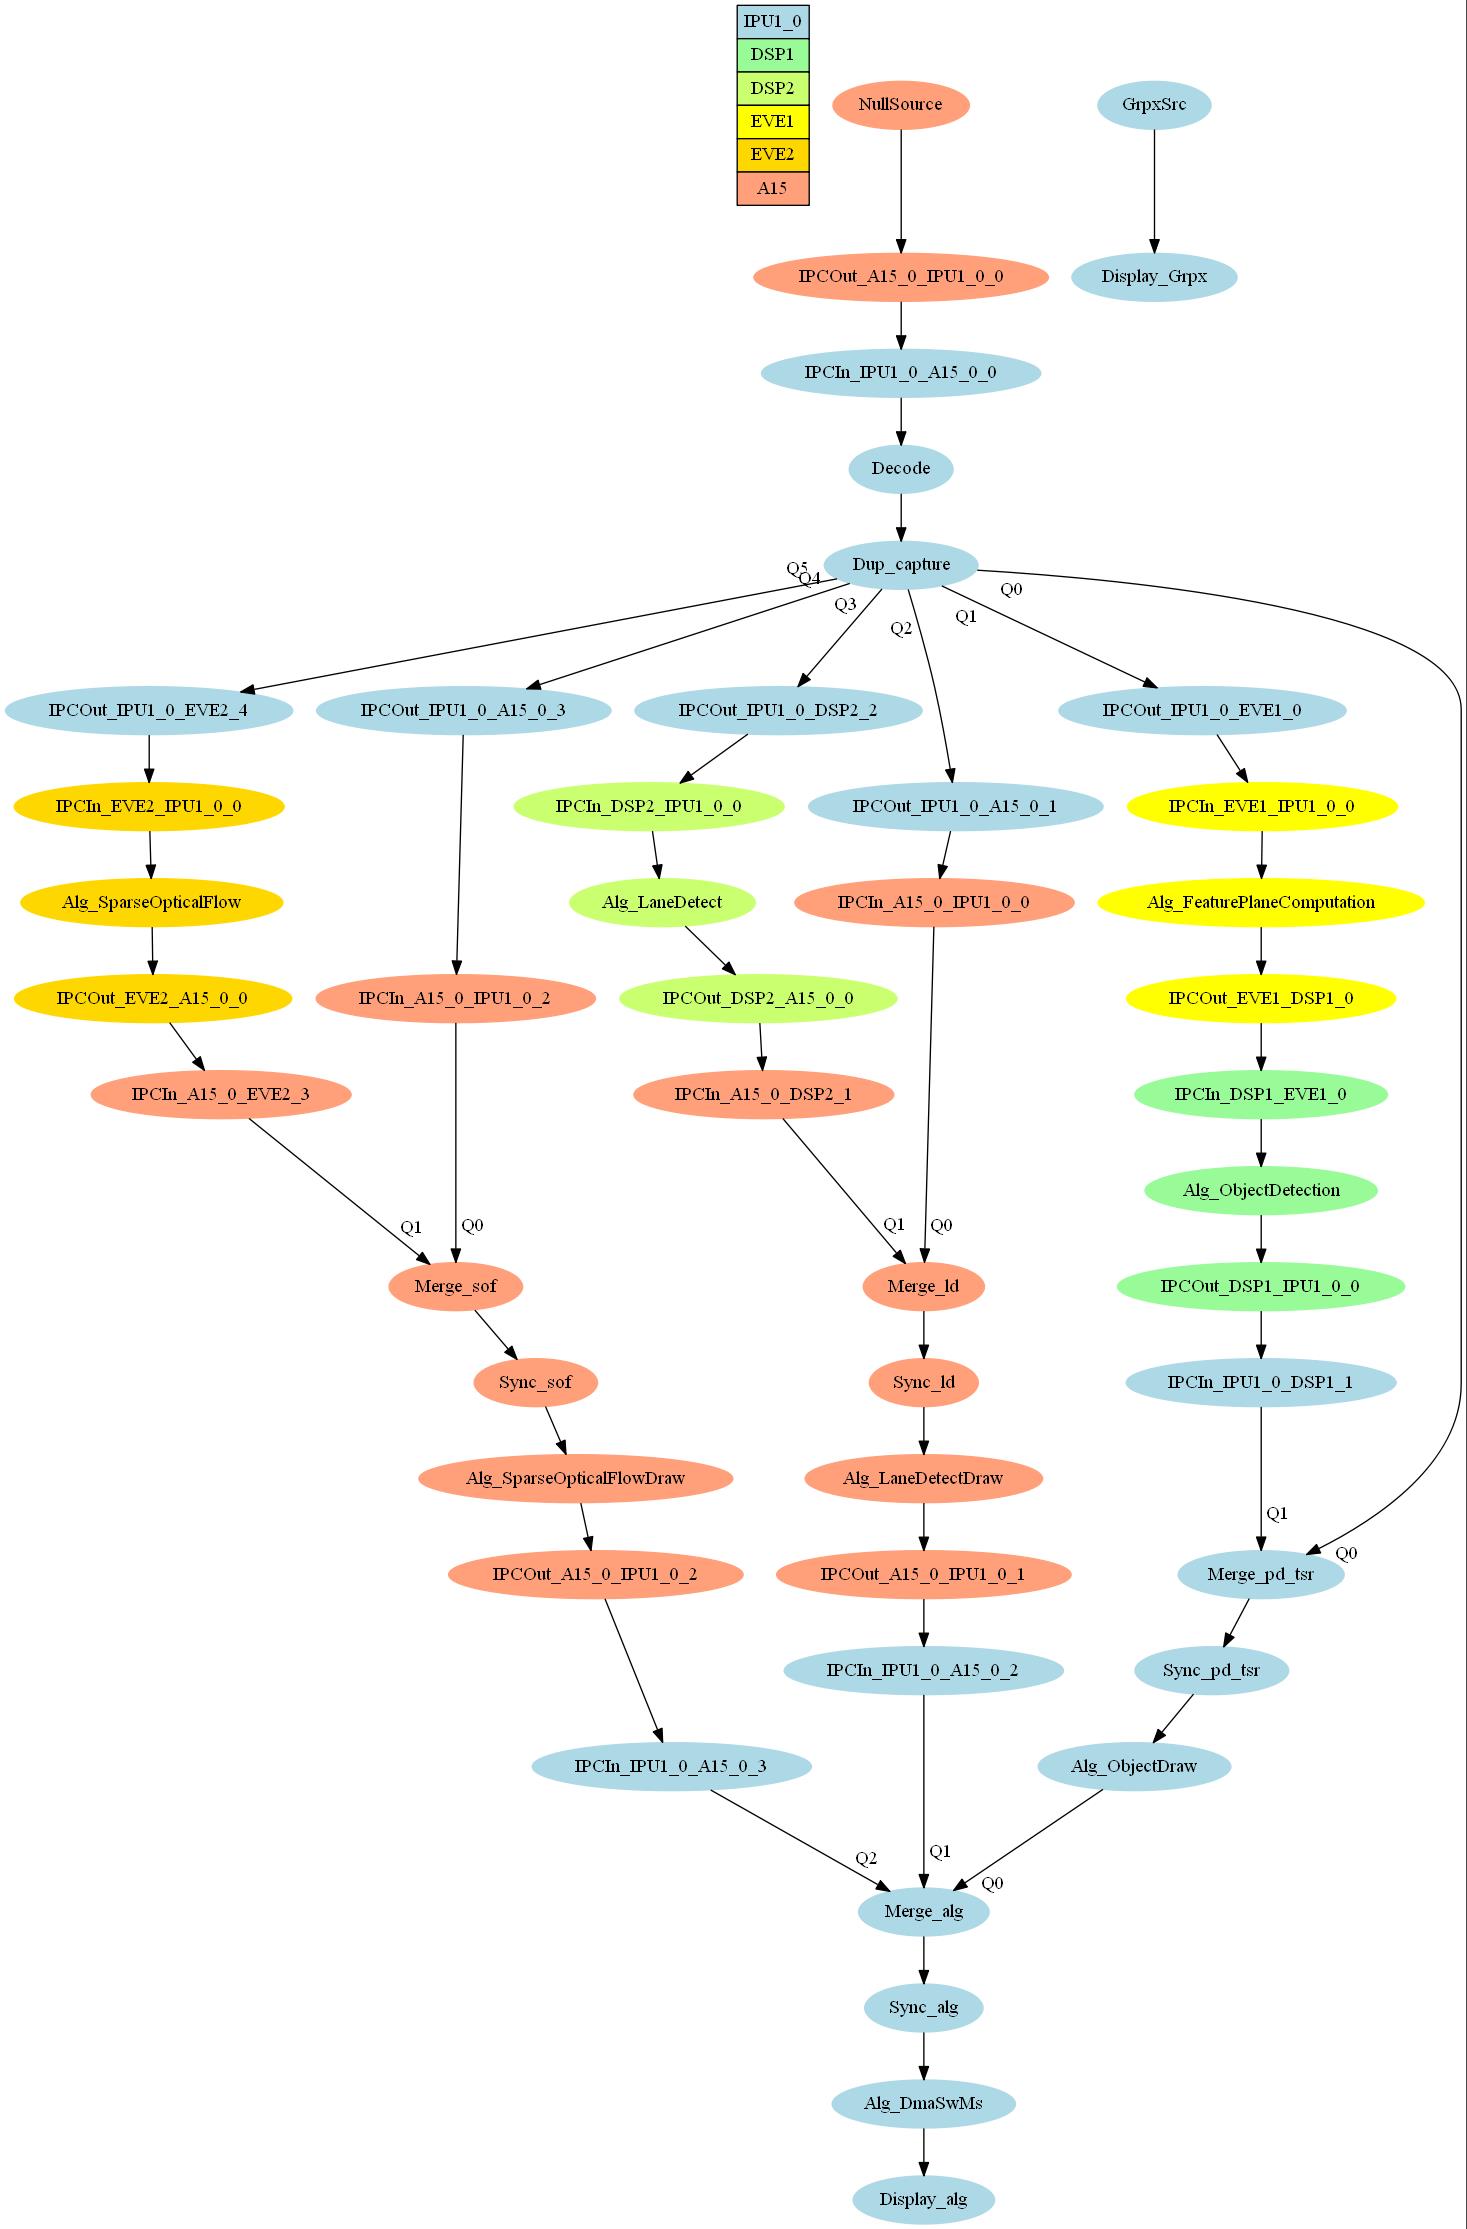 IPU1_0
DSP1
DSP2
EVE1
EVE2
A15
NullSource
GrpxSrc
IPCOut_A15_0_IPU1_0_0
Display_Grpx
IPCIn_IPU1_0_A15_0_0
Decode
Dup_capture
Q5
Q4
Q3
Q2
Q1
Q0
IPCOut_IPU1_0_EVE2_4
IPCOut_IPU1_0_A15_0_3
IPCOut_IPU1_0_DSP2_2
IPCOut_IPU1_0_EVE1_0
IPCIn_EVE2_IPU1_0_0
IPCIn_DSP2_IPU1_0_0
IPCOut_IPU1_0_A15_0_1
IPCIn_EVE1_IPU1_0_0
Alg_SparseOpticalFlow
Alg_LaneDetect
IPCIn_A15_0_IPU1_0_0
Alg_FeaturePlaneComputation
IPCOut_EVE2_A15_0_0
IPCIn_A15_0_IPU1_0_2
IPCOut_DSP2_A15_0_0
IPCOut_EVE1_DSP1_0
IPCIn_A15_0_EVE2_3
IPCIn_A15_0_DSP2_1
IPCIn_DSP1_EVE1_0
Alg_ObjectDetection
Q1
Q0
Q1
Q0
Merge_sof
Merge_ld
IPCOut_DSP1_IPU1_0_0
Sync_sof
Sync_ld
IPCIn_IPU1_0_DSP1_1
Alg_SparseOpticalFlowDraw
Alg_LaneDetectDraw
Q1
Q0
IPCOut_A15_0_IPU1_0_2
IPCOut_A15_0_IPU1_0_1
Merge_pd_tsr
IPCIn_IPU1_0_A15_0_2
Sync_pd_tsr
IPCIn_IPU1_0_A15_0_3
Alg_ObjectDraw
Q2
Q1
Q0
Merge_alg
Sync_alg
Alg_DmaSwMs
Display_alg